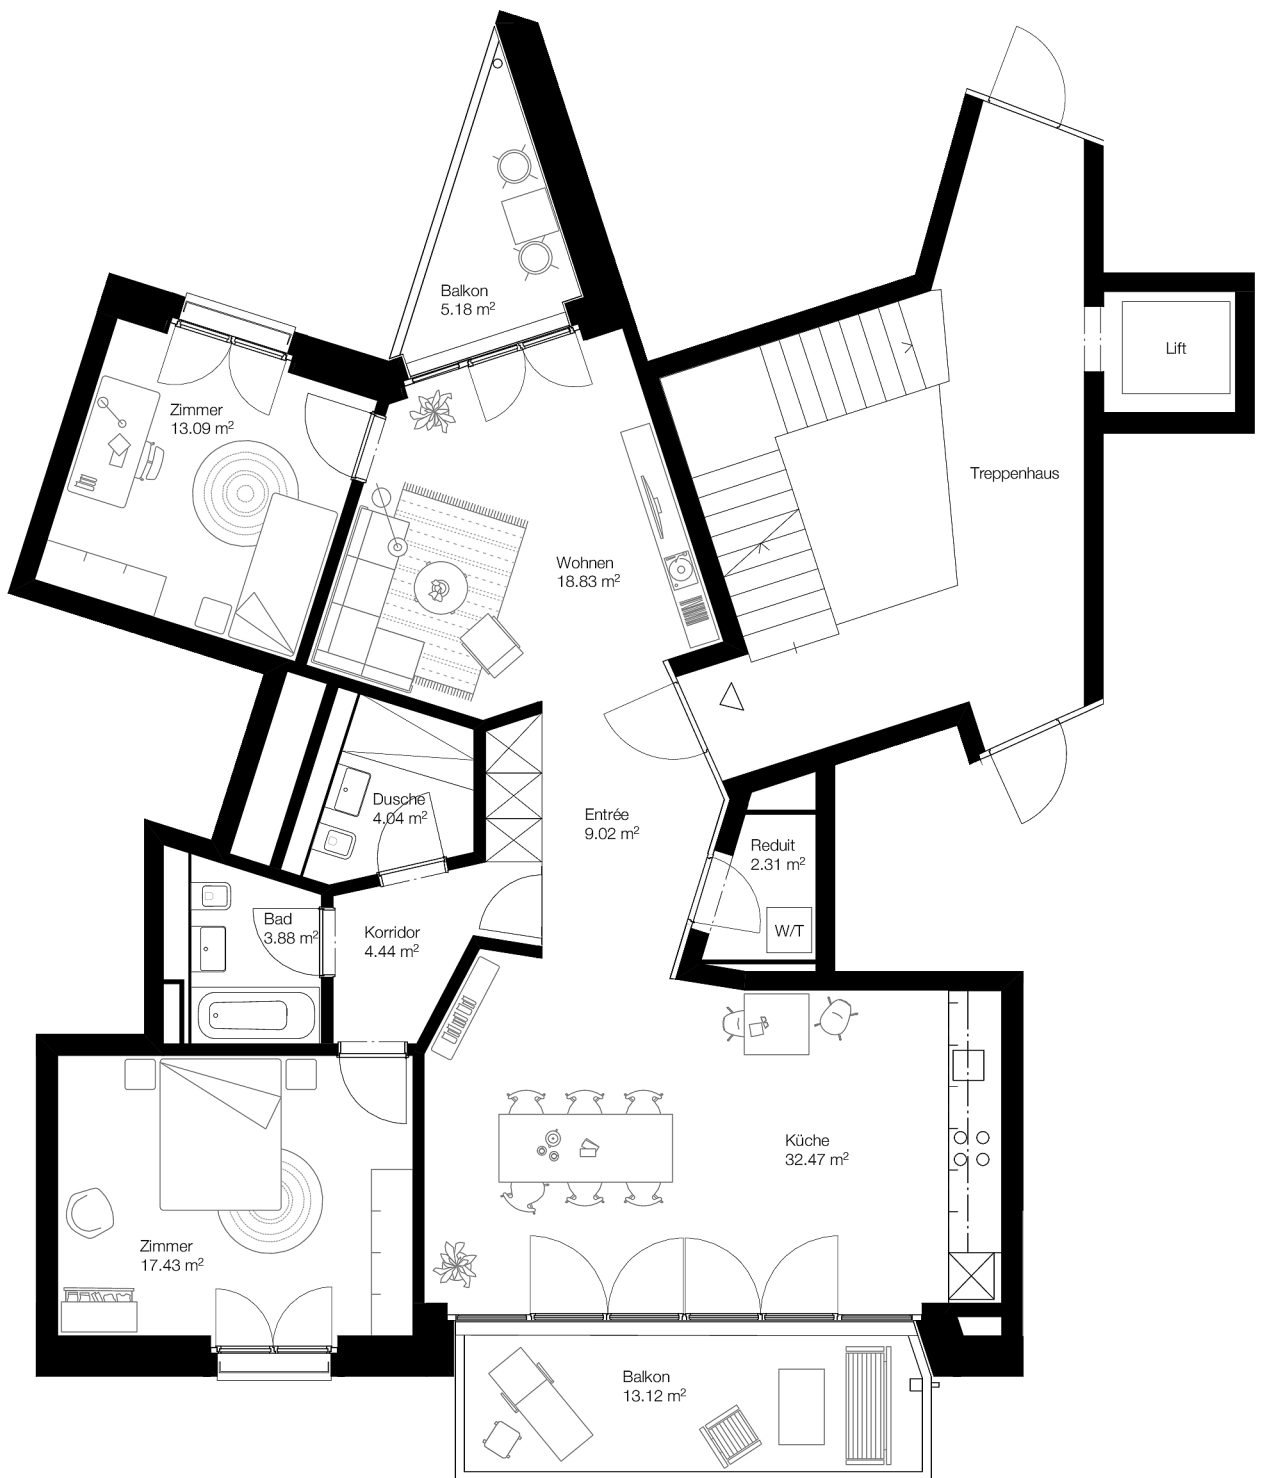 Balkon
5.18 m²
Lift
Zimmer
13.09 m²
Treppenhaus
Wohnen
18.83 m²
Dusche
4.04 m²
Entrée
9.02 m²
Reduit
2.31 m²
Bad
3.88 m²
Korridor
4.44 m²
W/T
Küche
32.47 m²
Zimmer
17.43 m²
Balkon
13.12 m²